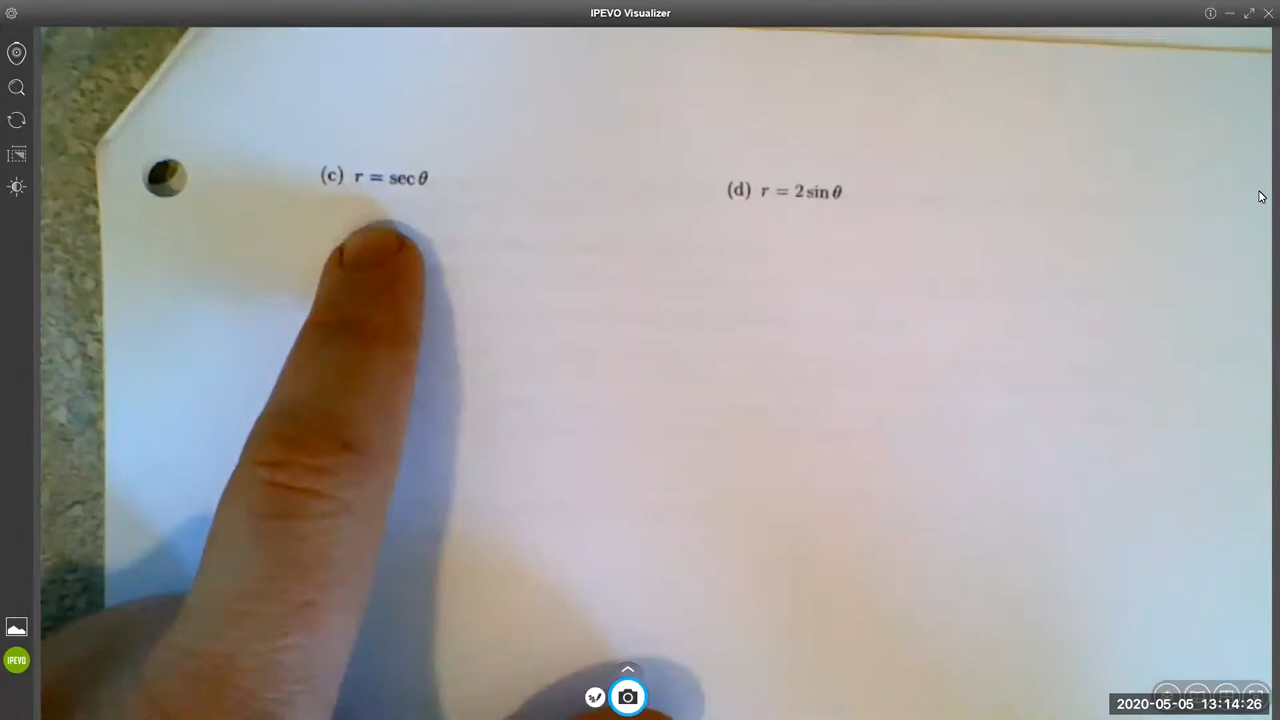 IPEVO Visualizer
(c) r = sec θ
(d) r = 2 sin θ
IPEVO
2020-05-05 13:14:26